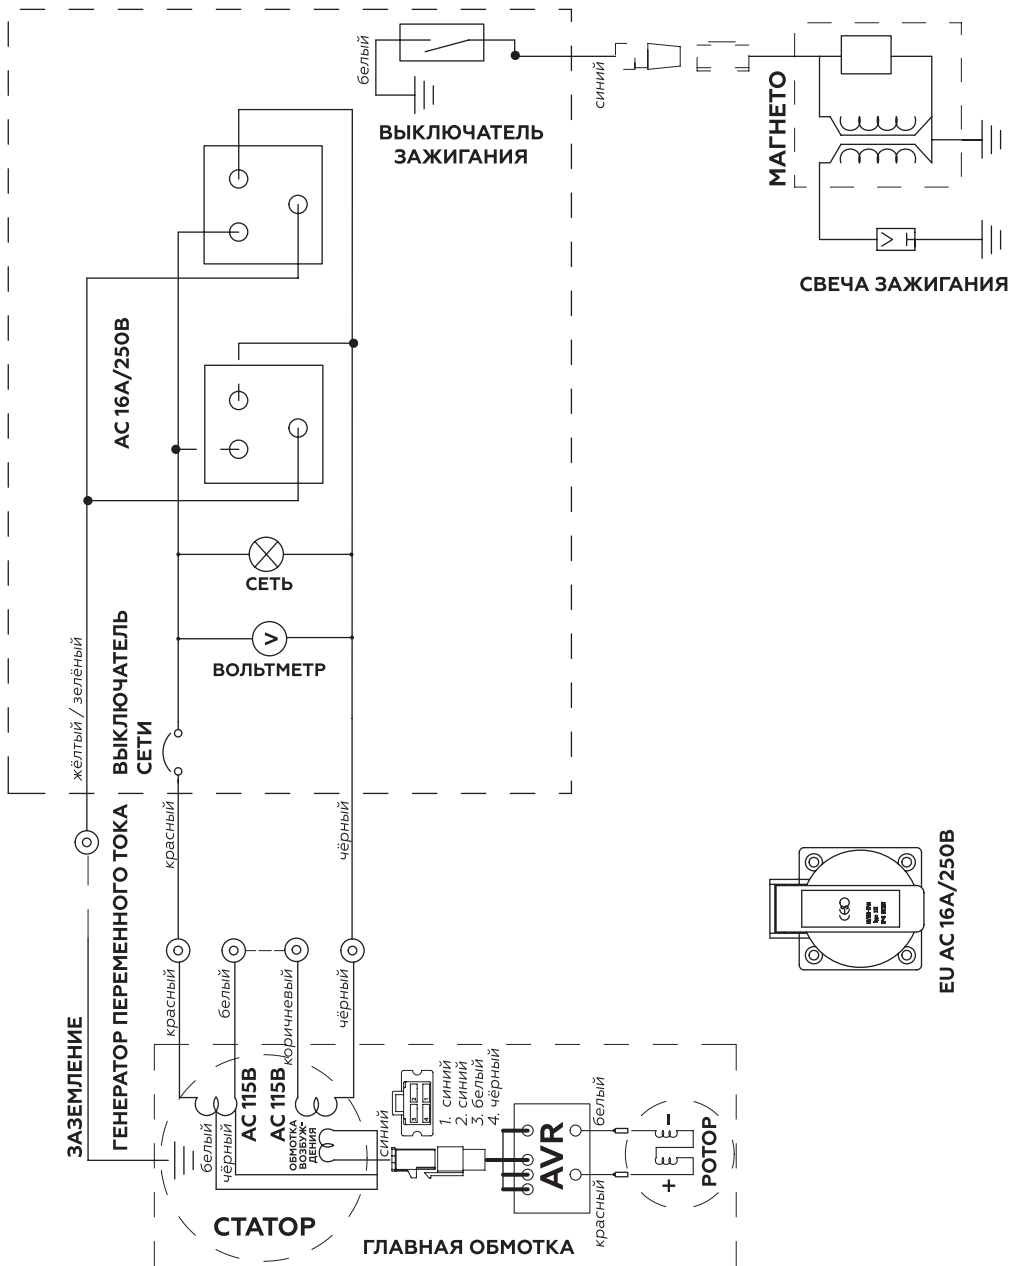 белый
ВЫКЛЮЧАТЕЛЬ
ЗАЖИГАНИЯ
синий
МАГНЕТО
СВЕЧА ЗАЖИГАНИЯ
AC 16A/250B
СЕТЬ
V
ВОЛЬТМЕТР
жёлтый / зелёный
ВЫКЛЮЧАТЕЛЬ
СЕТИ
красный
чёрный
ГЕНЕРАТОР ПЕРЕМЕННОГО ТОКА
ЗАЗЕМЛЕНИЕ
красный
белый
коричневый
чёрный
EU AC 16A/250B
AC 115B
AC 115B
белый
чёрный
ОБМОТКА
ВОЗБУЖ-
ДЕНИЯ
синий
1. синий
2. синий
3. белый
4. чёрный
AVR
белый
красный
+
−
РОТОР
СТАТОР
ГЛАВНАЯ ОБМОТКА